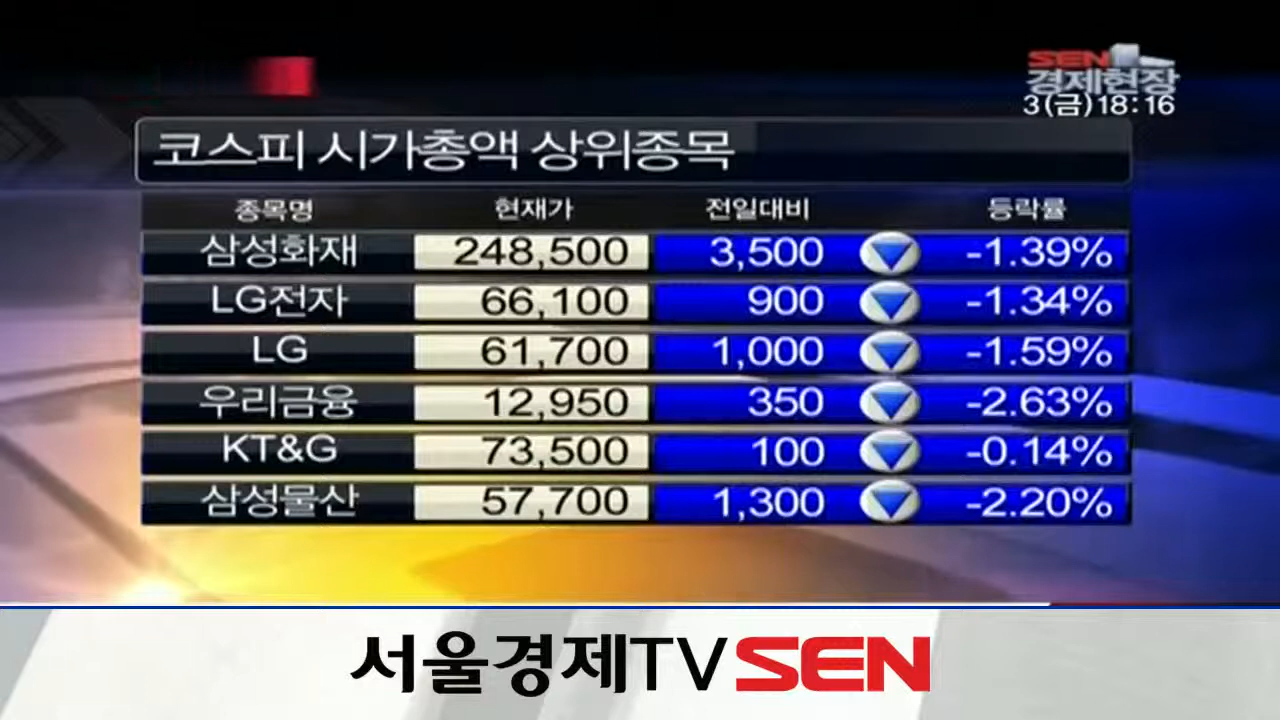 SEN
경제현장
3(금)18:16
코스피 시가총액 상위종목
종목명 현재가 전일대비 등락률
삼성화재 248,500 3,500 ▼ -1.39%
LG전자 66,100 900 ▼ -1.34%
LG 61,700 1,000 ▼ -1.59%
우리금융 12,950 350 ▼ -2.63%
KT&G 73,500 100 ▼ -0.14%
삼성물산 57,700 1,300 ▼ -2.20%
서울경제TV SEN